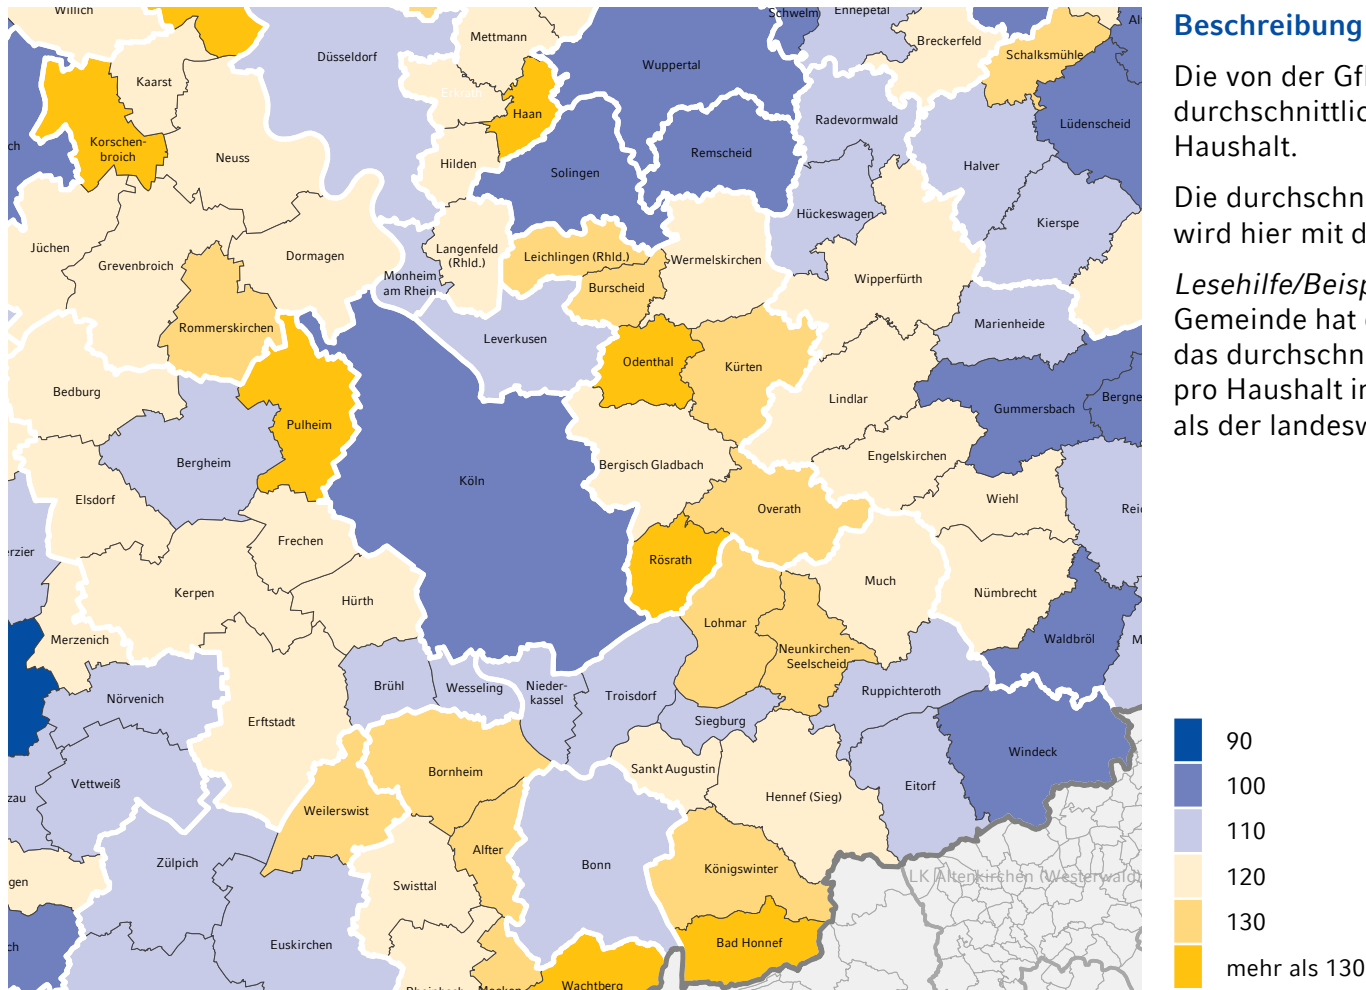 Willich
Düsseldorf
Mettmann
Schwelm
Ennepetal
Breckerfeld
Schalksmühle
Kaarst
Wuppertal
Erkrath
Haan
Radevormwald
Lüdenscheid
Korschen-
broich
Neuss
Hilden
Remscheid
Solingen
Halver
Hückeswagen
Kierspe
Jüchen
Grevenbroich
Dormagen
Langenfeld
(Rhld.)
Monheim
am Rhein
Leichlingen (Rhld.)
Wermelskirchen
Burscheid
Wipperfürth
Rommerskirchen
Leverkusen
Marienheide
Odenthal
Kürten
Bedburg
Lindlar
Gummersbach
Pulheim
Bergheim
Köln
Bergisch Gladbach
Engelskirchen
Elsdorf
Overath
Wiehl
Frechen
Rösrath
Much
Nümbrecht
Kerpen
Hürth
Merzenich
Lohmar
Neunkirchen-
Seelscheid
Waldbröl
Nörvenich
Brühl
Wesseling
Nieder-
kassel
Troisdorf
Ruppichteroth
Erftstadt
Siegburg
Windeck
Vettweiß
Bornheim
Sankt Augustin
Hennef (Sieg)
Eitorf
Weilerswist
Zülpich
Alfter
Bonn
Königswinter
LK Altenkirchen (Westerwald)
Swisttal
Euskirchen
Bad Honnef
Wachtberg
Beschreibung
Die von der Gf
durchschnittlic
Haushalt.
Die durchschn
wird hier mit d
Lesehilfe/Beisp
Gemeinde hat
das durchschn
pro Haushalt i
als der landesw
90
100
110
120
130
mehr als 130